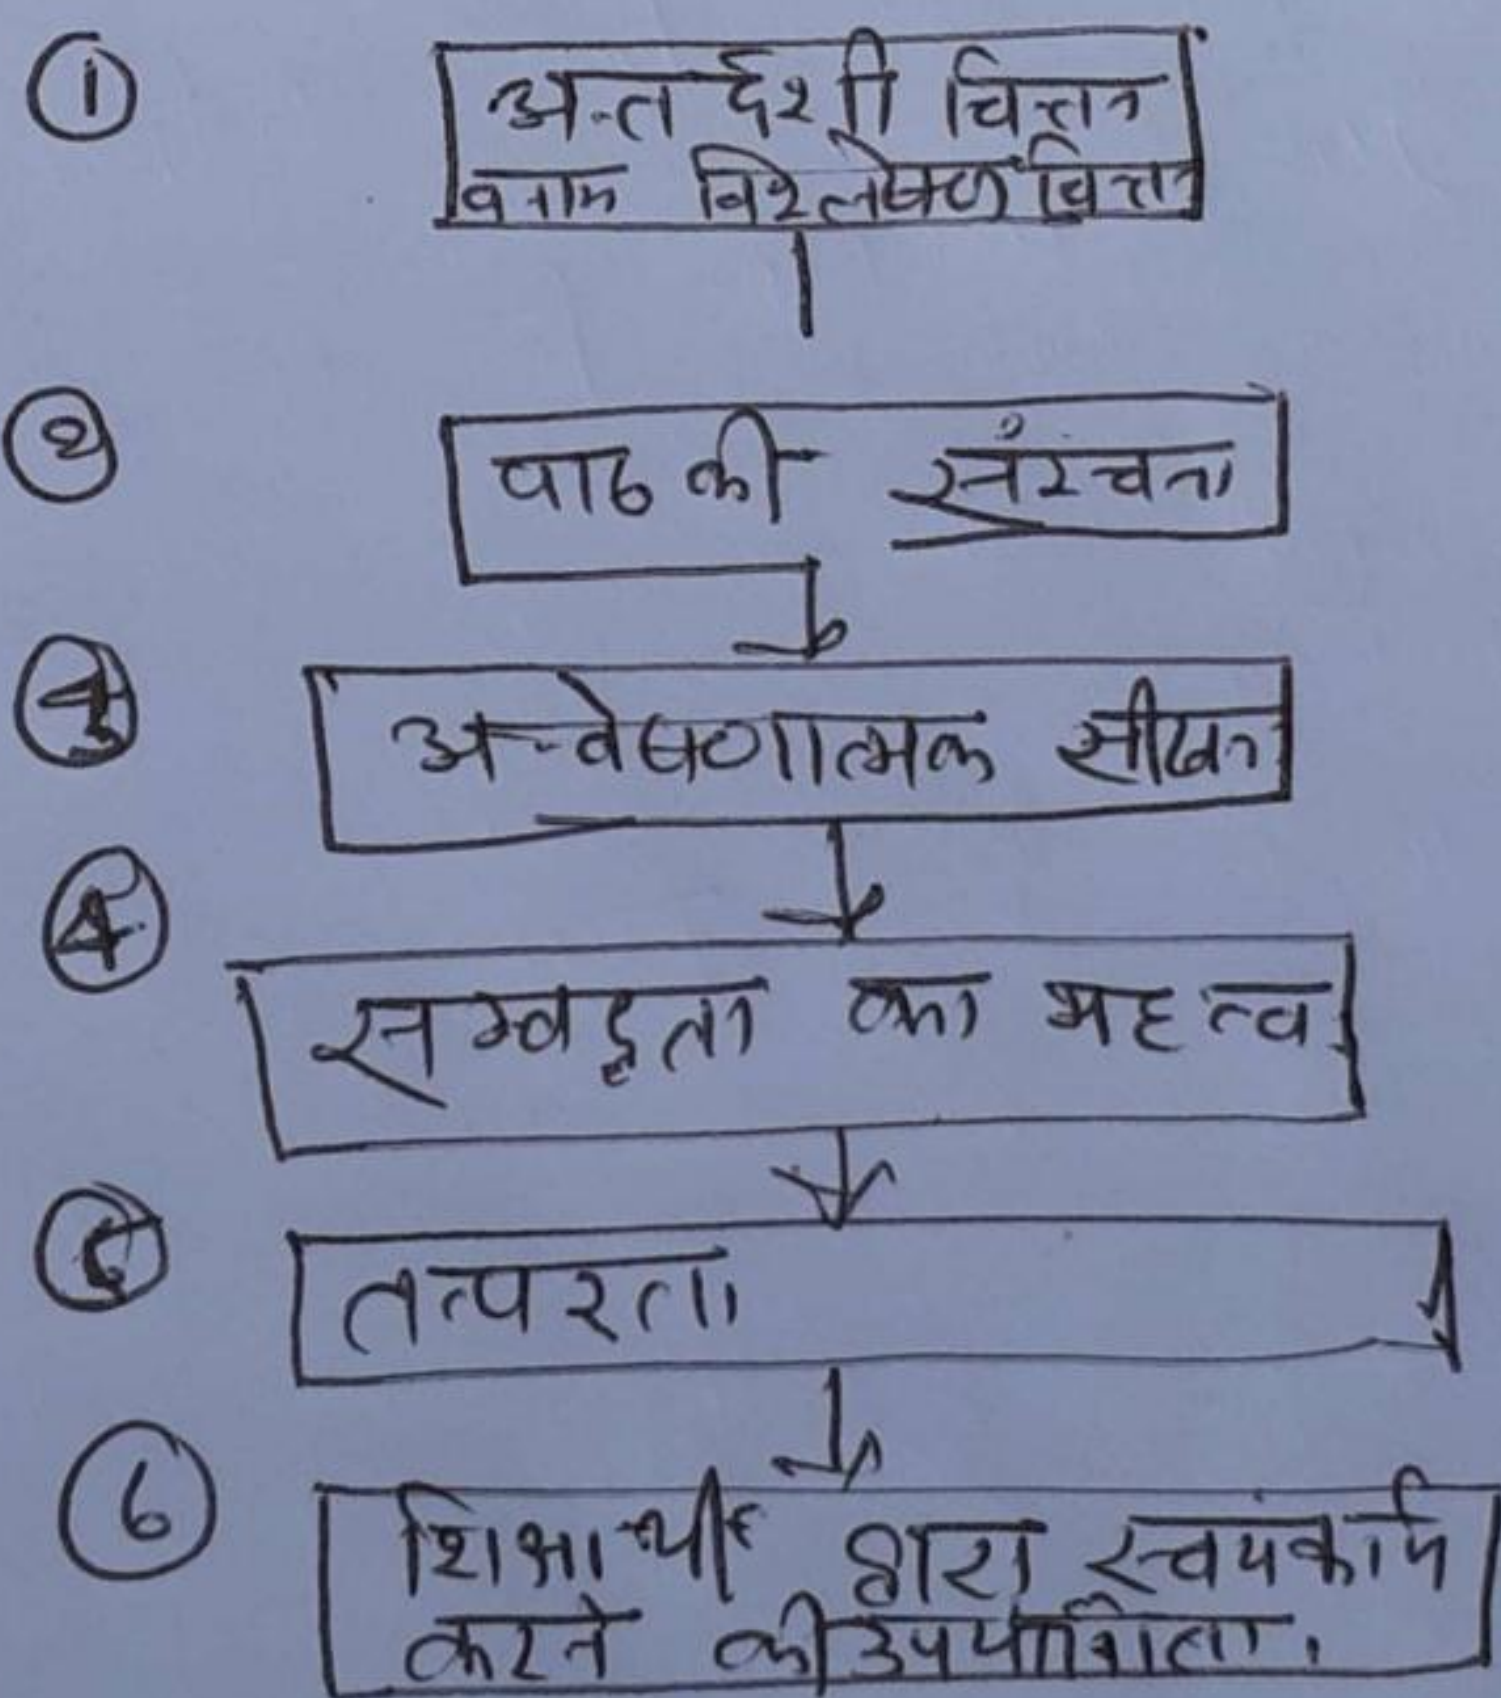 ①
अन्तर्दशी चिन्तन
बनाम विश्लेषण चिन्तन
②
पाठ की संरचना
③
अन्वेषणात्मक सीखना
④
सम्बद्धता का महत्व
⑤
तत्परता
⑥
शिक्षार्थी द्वारा स्वयंकार्य
करने की उपयोगिता।